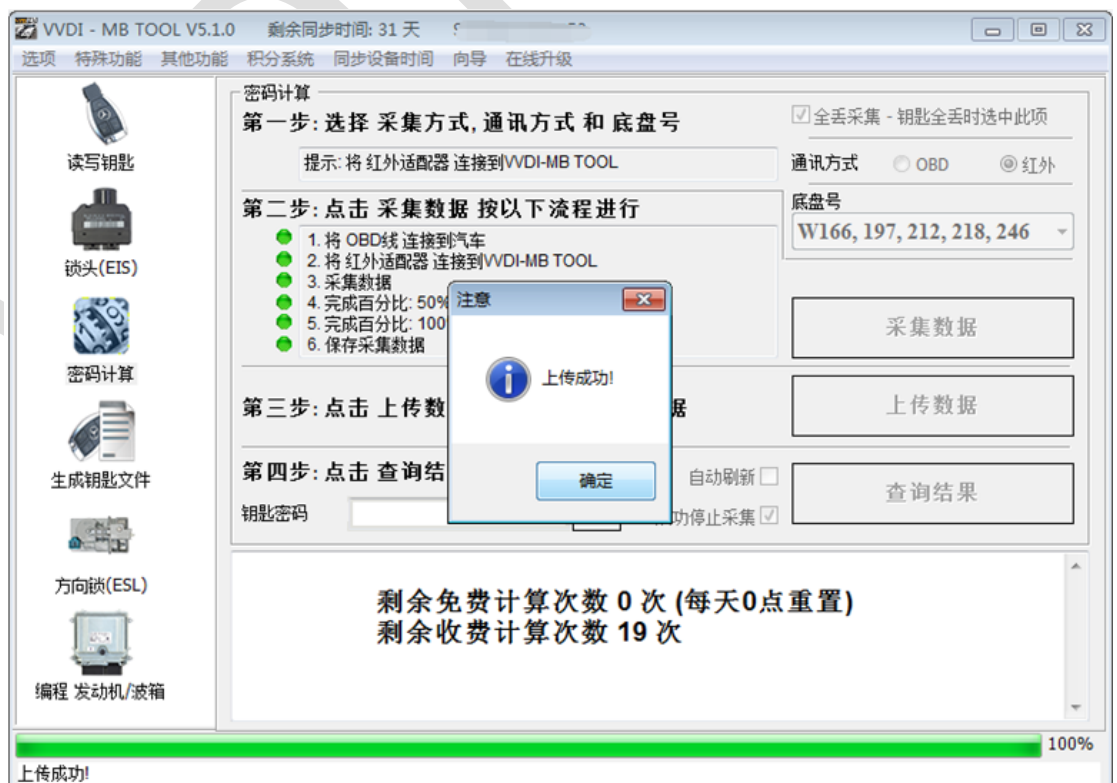 VVDI - MB TOOL V5.1.0 剩余同步时间: 31 天
选项 特殊功能 其他功能 积分系统 同步设备时间 向导 在线升级
读写钥匙
锁头(EIS)
密码计算
生成钥匙文件
方向锁(ESL)
编程 发动机/波箱
密码计算
第一步: 选择 采集方式, 通讯方式 和 底盘号
全丢采集 - 钥匙全丢时选中此项
提示: 将 红外适配器 连接到VVDI-MB TOOL
通讯方式 OBD 红外
第二步: 点击 采集数据 按以下流程进行
底盘号
W166, 197, 212, 218, 246
1. 将 OBD线 连接到汽车
2. 将 红外适配器 连接到VVDI-MB TOOL
3. 采集数据
4. 完成百分比: 50%
5. 完成百分比: 100
6. 保存采集数据
采集数据
注意
上传成功!
确定
第三步: 点击 上传数 据
上传数据
第四步: 点击 查询结
自动刷新
查询结果
钥匙密码
功停止采集
剩余免费计算次数 0 次 (每天0点重置)
剩余收费计算次数 19 次
100%
上传成功!